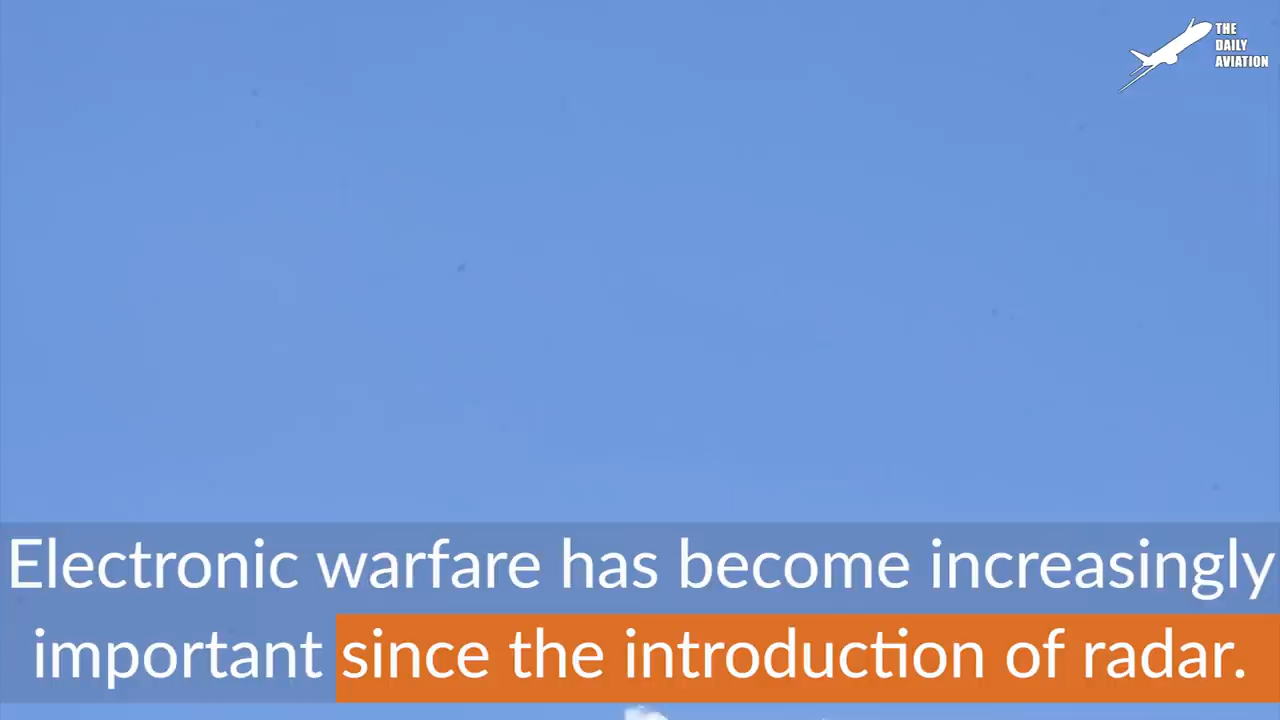 THE
DAILY
AVIATION
Electronic warfare has become increasingly
important since the introduction of radar.